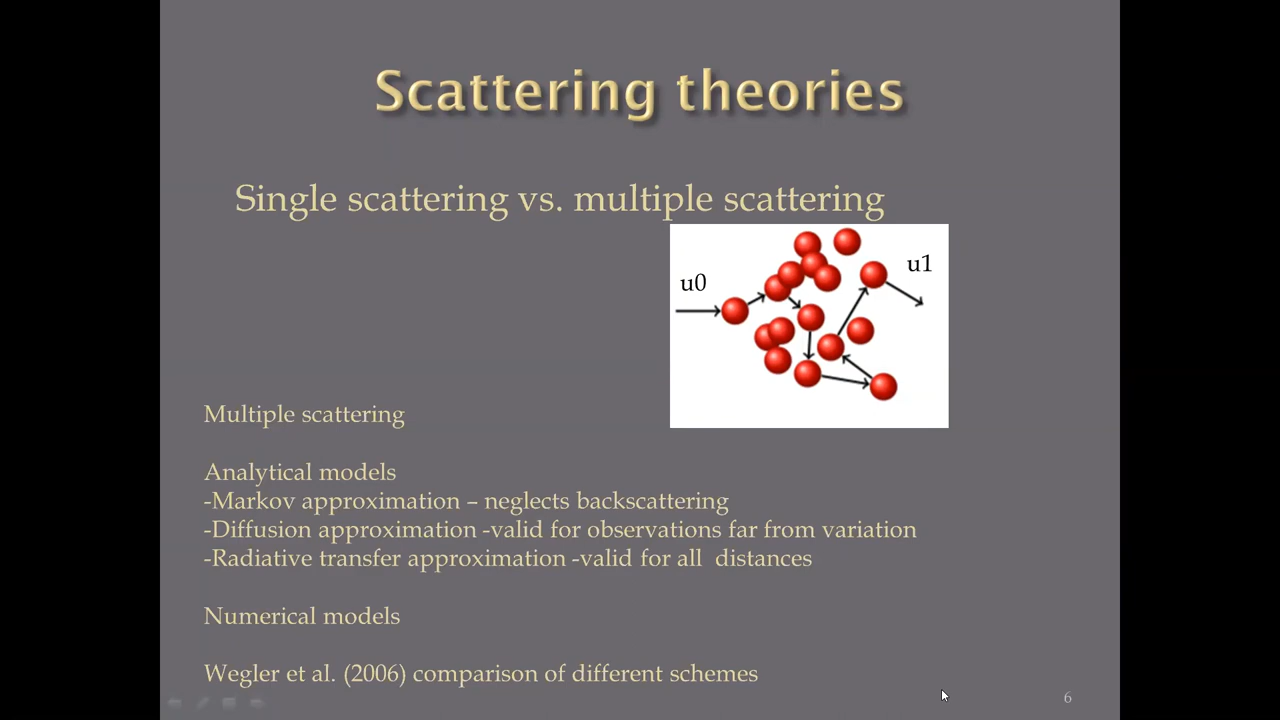 Scattering theories
Single scattering vs. multiple scattering
u0
u1
Multiple scattering
Analytical models
-Markov approximation – neglects backscattering
-Diffusion approximation -valid for observations far from variation
-Radiative transfer approximation -valid for all  distances
Numerical models
Wegler et al. (2006) comparison of different schemes
6